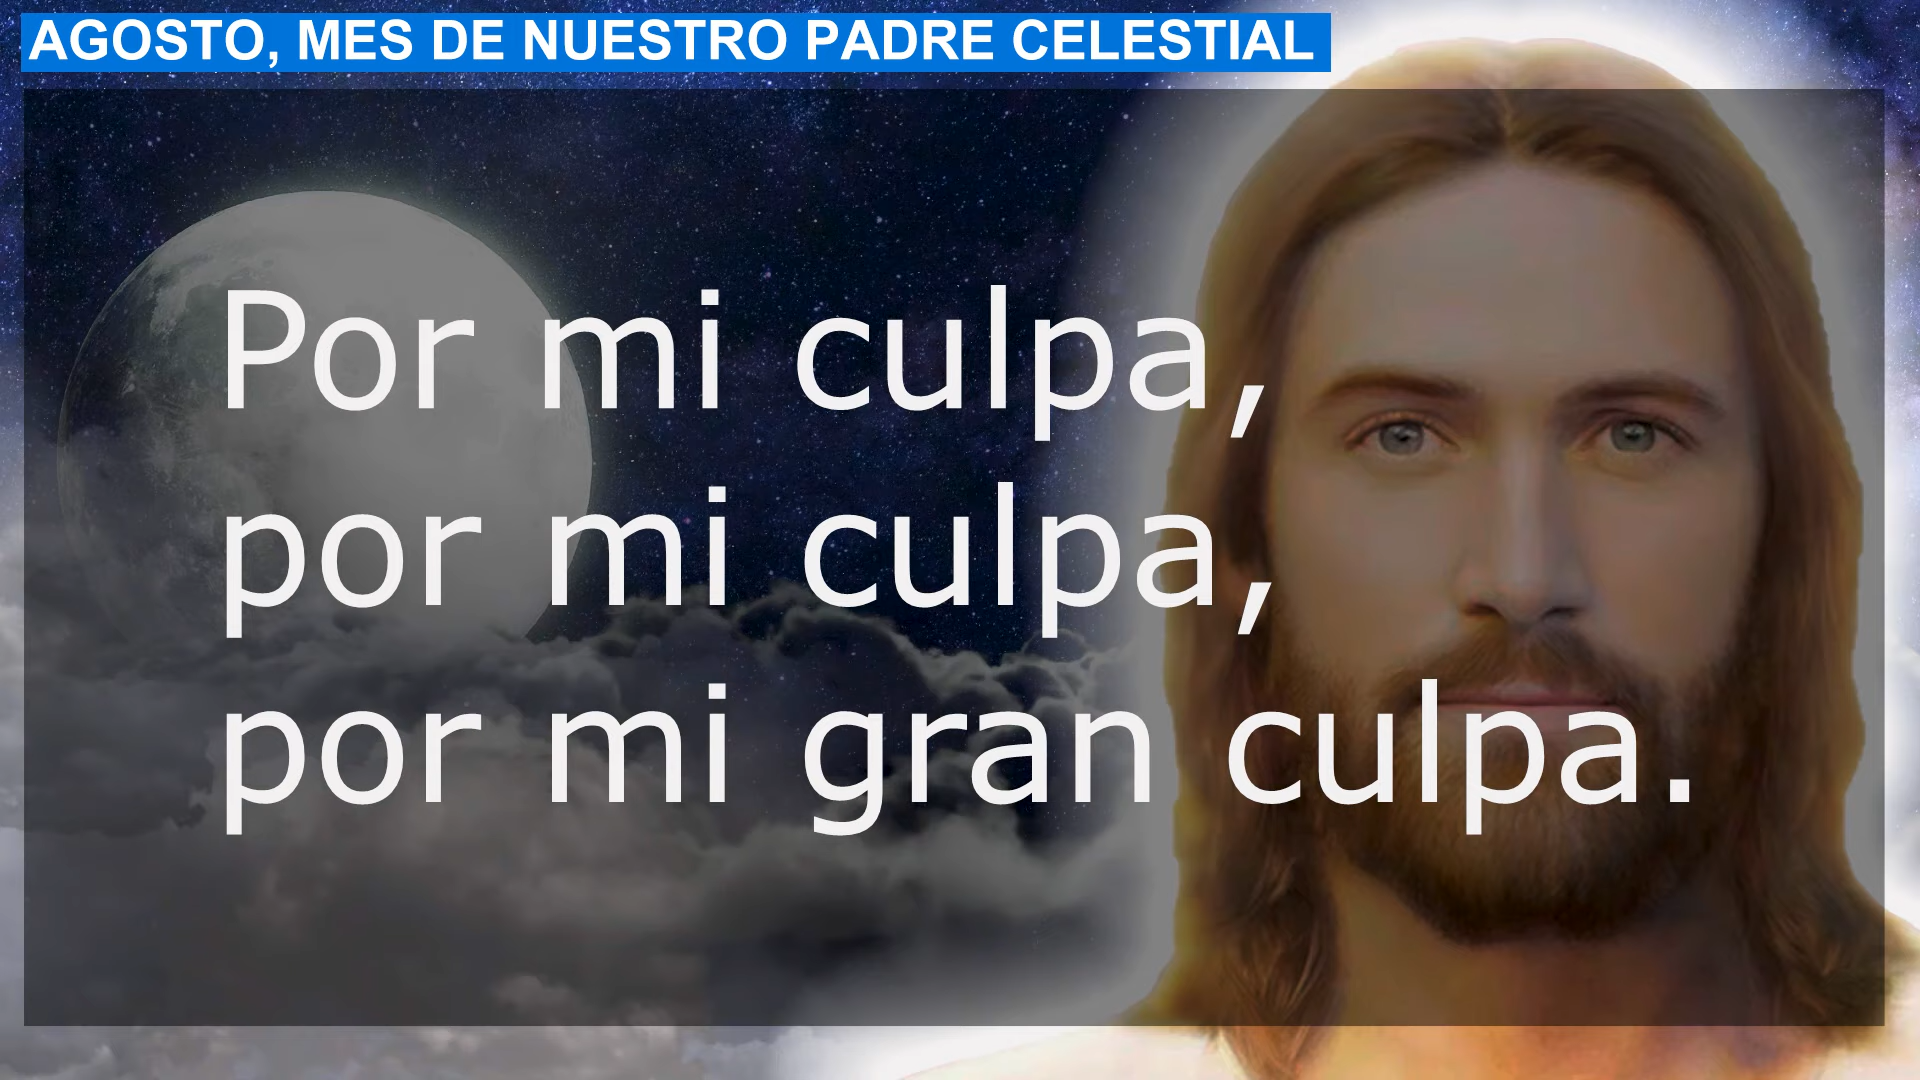 AGOSTO, MES DE NUESTRO PADRE CELESTIAL
Por mi culpa,
por mi culpa,
por mi gran culpa.